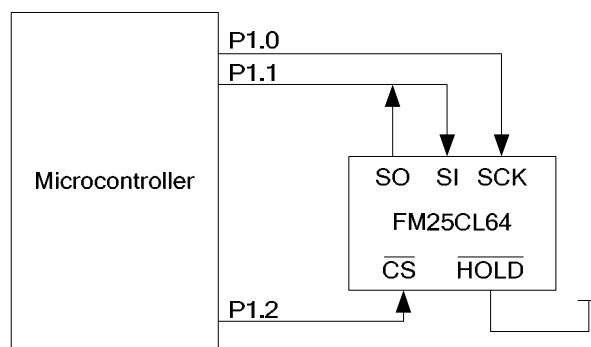 P1.0
P1.1
Microcontroller
SO SI SCK
FM25CL64
CS HOLD
P1.2